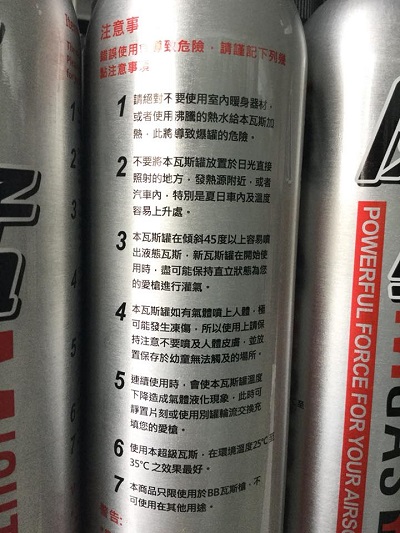 注意事
錯誤使用 導致危險，請謹記下列幾
點注意事項
1 請絕對不要使用室內暖身器材，
或者使用沸騰的熱水給本瓦斯加
熱，此將導致爆罐的危險。
2 不要將本瓦斯罐放置於日光直接
照射的地方，發熱源附近，或者
汽車內，特別是夏日車內及溫度
容易上升處。
3 本瓦斯罐在傾斜45度以上容易噴
出液態瓦斯，新瓦斯罐在開始使
用時，盡可能保持直立狀態為您
的愛槍進行灌氣。
4 本瓦斯罐如有氣體噴上人體，極
可能發生凍傷，所以使用上請保
持注意不要噴及人體皮膚，並放
置保存於幼童無法觸及的場所。
5 連續使用時，會使本瓦斯罐溫度
下降造成氣體液化現象，此時可
靜置片刻或使用別罐輪流交換充
填您的愛槍。
6 使用本超級瓦斯，在環境溫度25℃
35℃之效果最好。
7 本商品只限使用於BB瓦斯槍，不
可使用在其他用途。
警告:
POWERFUL FORCE FOR YOUR AIRSO
GAS